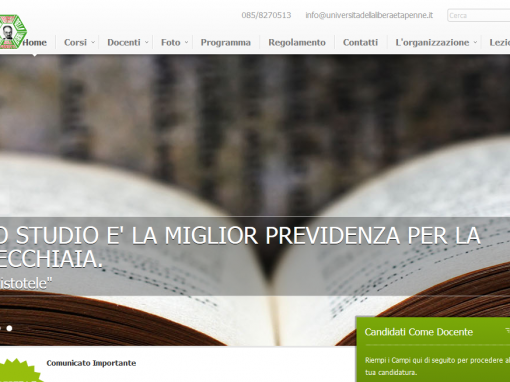 085/8270513 info@universitadellaliberaetapenne.it Cerca
Home Corsi Docenti Foto Programma Regolamento Contatti L'organizzazione Lezio
O STUDIO E' LA MIGLIOR PREVIDENZA PER LA
ECCHIAIA.
istotele"
Candidati Come Docente
Comunicato Importante
Riempi i Campi qui di seguito per procedere al
tua candidatura.